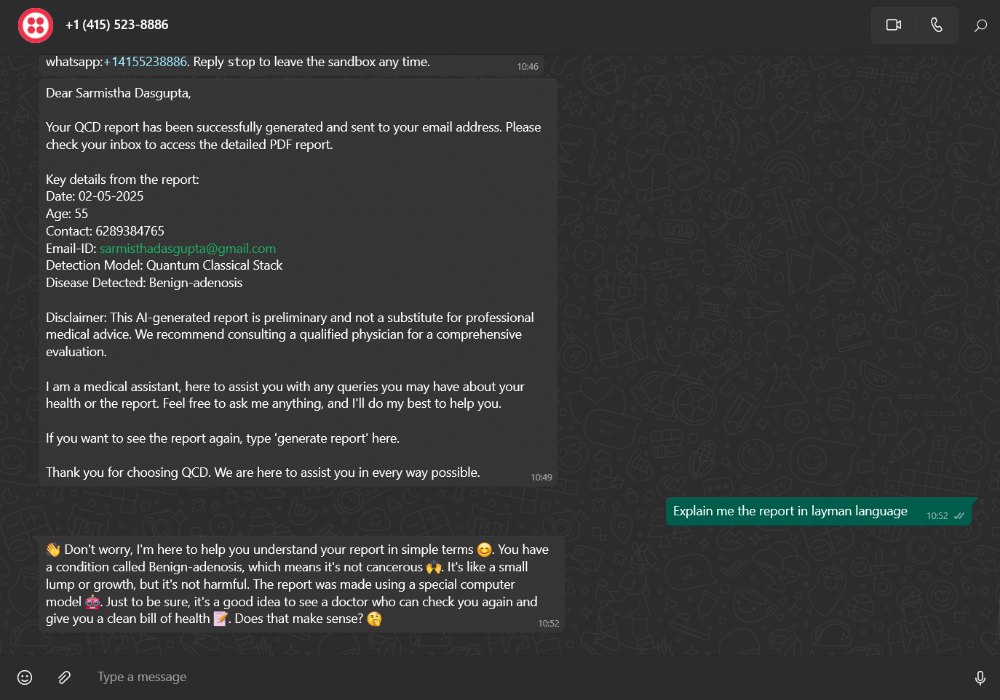 +1 (415) 523-8886
whatsapp:+14155238886. Reply stop to leave the sandbox any time.
10:46
Dear Sarmistha Dasgupta,
Your QCD report has been successfully generated and sent to your email address. Please
check your inbox to access the detailed PDF report.
Key details from the report:
Date: 02-05-2025
Age: 55
Contact: 6289384765
Email-ID: sarmisthadasgupta@gmail.com
Detection Model: Quantum Classical Stack
Disease Detected: Benign-adenosis
Disclaimer: This AI-generated report is preliminary and not a substitute for professional
medical advice. We recommend consulting a qualified physician for a comprehensive
evaluation.
I am a medical assistant, here to assist you with any queries you may have about your
health or the report. Feel free to ask me anything, and I'll do my best to help you.
If you want to see the report again, type 'generate report' here.
Thank you for choosing QCD. We are here to assist you in every way possible.
10:49
Explain me the report in layman language
10:52
👋 Don't worry, I'm here to help you understand your report in simple terms 😊. You have
a condition called Benign-adenosis, which means it's not cancerous 🙌. It's like a small
lump or growth, but it's not harmful. The report was made using a special computer
model 🤖. Just to be sure, it's a good idea to see a doctor who can check you again and
give you a clean bill of health 📝. Does that make sense? 🤔
10:52
Type a message